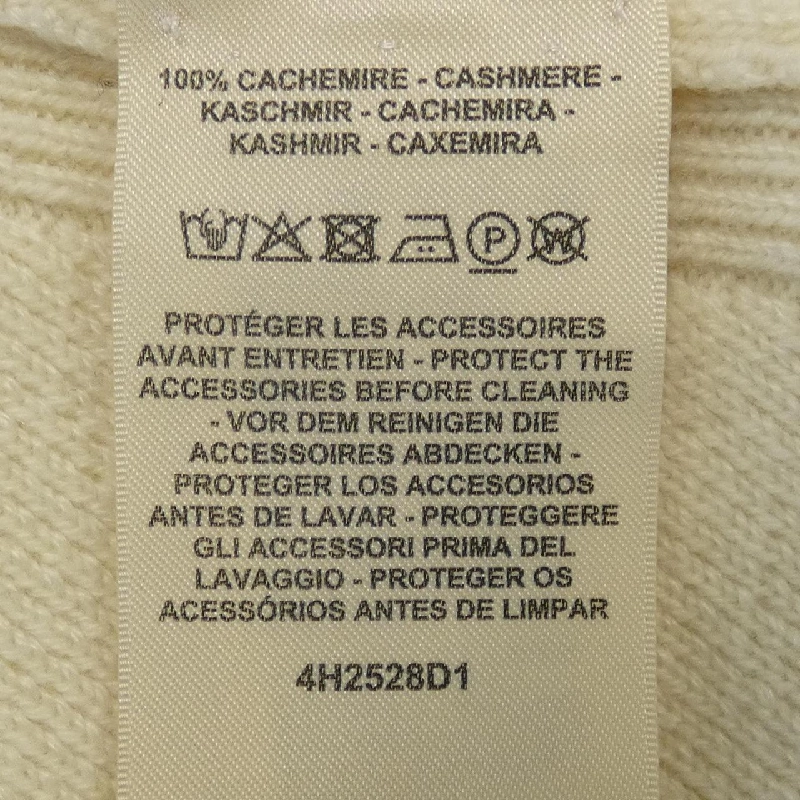 100% CACHEMIRE - CASHMERE -
KASCHMIR - CACHEMIRA -
KASHMIR - CAXEMIRA
P W
PROTÉGER LES ACCESSOIRES
AVANT ENTRETIEN - PROTECT THE
ACCESSORIES BEFORE CLEANING
- VOR DEM REINIGEN DIE
ACCESSOIRES ABDECKEN -
PROTEGER LOS ACCESORIOS
ANTES DE LAVAR - PROTEGGERE
GLI ACCESSORI PRIMA DEL
LAVAGGIO - PROTEGER OS
ACESSÓRIOS ANTES DE LIMPAR
4H2528D1